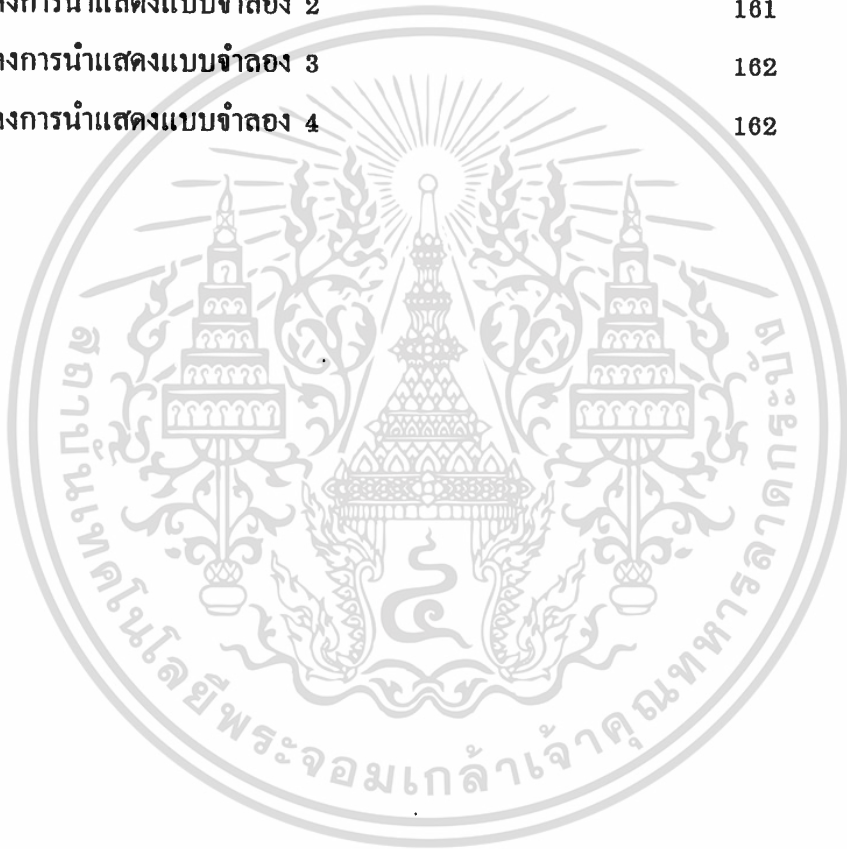 งการนำแสดงแบบจำลอง 2 161
งการนำแสดงแบบจำลอง 3 162
งการนำแสดงแบบจำลอง 4 162
สถาบันเทคโนโลยีพระจอมเกล้าเจ้าคุณทหารลาดกระบัง
๔